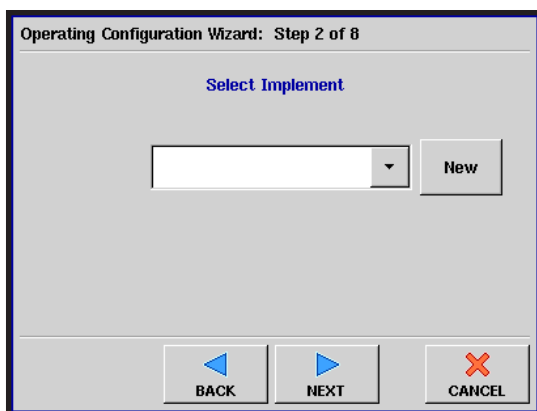 Operating Configuration Wizard: Step 2 of 8
Select Implement
New
BACK
NEXT
CANCEL